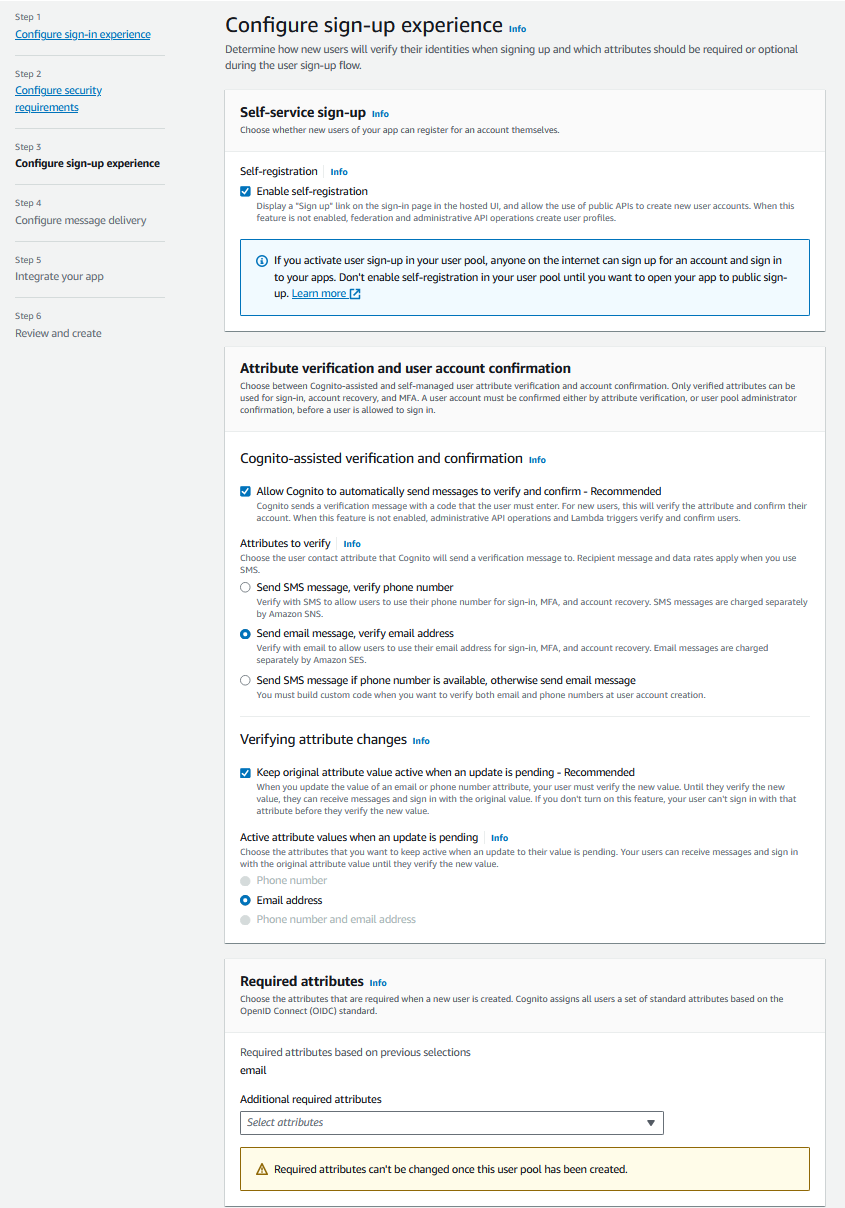 Step 1
Configure sign-in experience
Step 2
Configure security
requirements
Step 3
Configure sign-up experience
Step 4
Configure message delivery
Step 5
Integrate your app
Step 6
Review and create
Configure sign-up experience Info
Determine how new users will verify their identities when signing up and which attributes should be required or optional
during the user sign-up flow.
Self-service sign-up Info
Choose whether new users of your app can register for an account themselves.
Self-registration Info
Enable self-registration
Display a "Sign up" link on the sign-in page in the hosted UI, and allow the use of public APIs to create new user accounts. When this
feature is not enabled, federation and administrative API operations create user profiles.
If you activate user sign-up in your user pool, anyone on the internet can sign up for an account and sign in
to your apps. Don't enable self-registration in your user pool until you want to open your app to public sign-
up. Learn more
Attribute verification and user account confirmation
Choose between Cognito-assisted and self-managed user attribute verification and account confirmation. Only verified attributes can be
used for sign-in, account recovery, and MFA. A user account must be confirmed either by attribute verification, or user pool administrator
confirmation, before a user is allowed to sign in.
Cognito-assisted verification and confirmation Info
Allow Cognito to automatically send messages to verify and confirm - Recommended
Cognito sends a verification message with a code that the user must enter. For new users, this will verify the attribute and confirm their
account. When this feature is not enabled, administrative API operations and Lambda triggers verify and confirm users.
Attributes to verify Info
Choose the user contact attribute that Cognito will send a verification message to. Recipient message and data rates apply when you use
SMS.
Send SMS message, verify phone number
Verify with SMS to allow users to use their phone number for sign-in, MFA, and account recovery. SMS messages are charged separately
by Amazon SNS.
Send email message, verify email address
Verify with email to allow users to use their email address for sign-in, MFA, and account recovery. Email messages are charged
separately by Amazon SES.
Send SMS message if phone number is available, otherwise send email message
You must build custom code when you want to verify both email and phone numbers at user account creation.
Verifying attribute changes Info
Keep original attribute value active when an update is pending - Recommended
When you update the value of an email or phone number attribute, your user must verify the new value. Until they verify the new
value, they can receive messages and sign in with the original value. If you don't turn on this feature, your user can't sign in with that
attribute before they verify the new value.
Active attribute values when an update is pending Info
Choose the attributes that you want to keep active when an update to their value is pending. Your users can receive messages and sign in
with the original attribute value until they verify the new value.
Phone number
Email address
Phone number and email address
Required attributes Info
Choose the attributes that are required when a new user is created. Cognito assigns all users a set of standard attributes based on the
OpenID Connect (OIDC) standard.
Required attributes based on previous selections
email
Additional required attributes
Select attributes
Required attributes can't be changed once this user pool has been created.